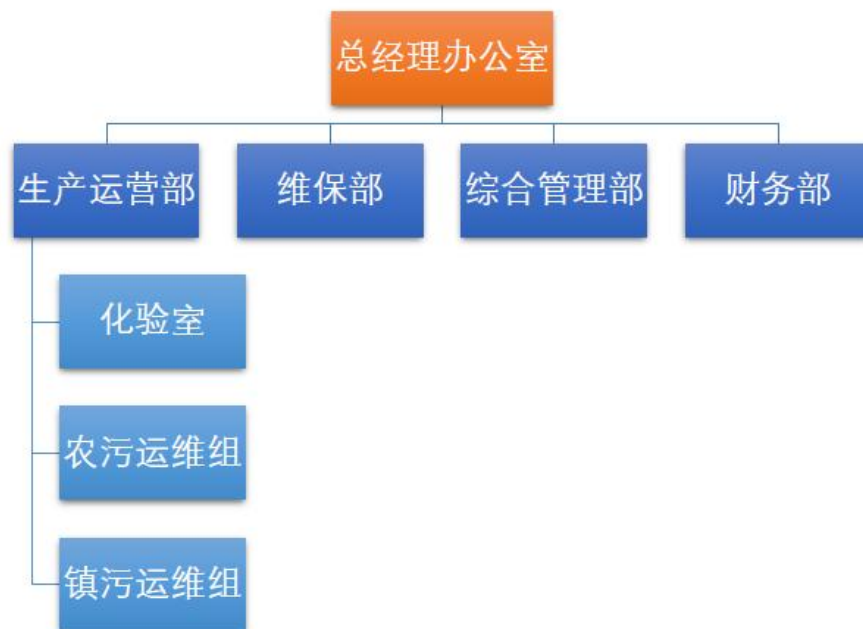 总经理办公室
生产运营部
维保部
综合管理部
财务部
化验室
农污运维组
镇污运维组